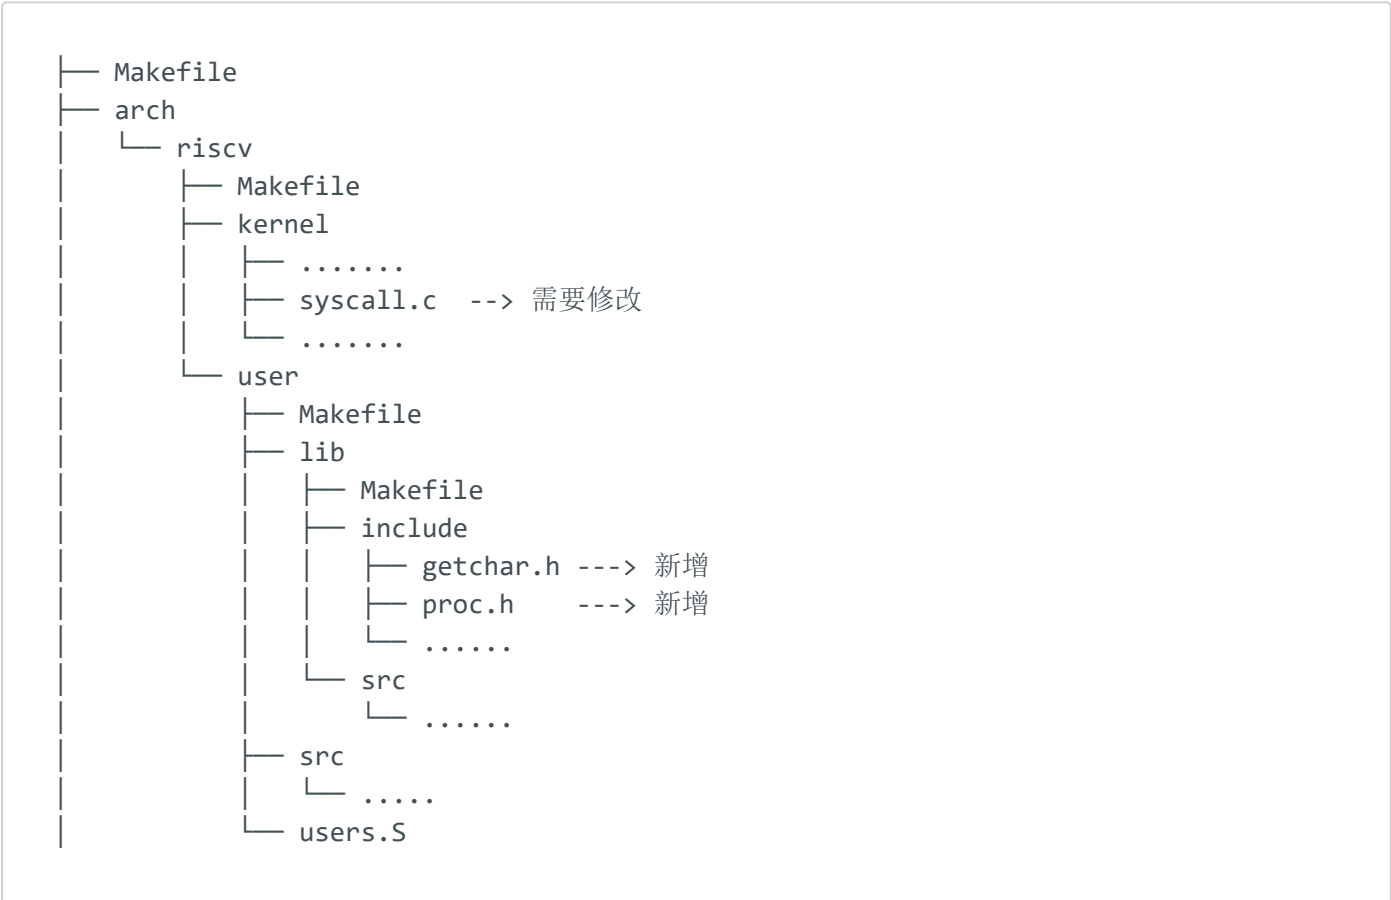 ├── Makefile
├── arch
│   └── riscv
│       ├── Makefile
│       ├── kernel
│       │   ├── .......
│       │   ├── syscall.c  --> 需要修改
│       │   └── .......
│       └── user
│           ├── Makefile
│           ├── lib
│           │   ├── Makefile
│           │   ├── include
│           │   │   ├── getchar.h ---> 新增
│           │   │   ├── proc.h    ---> 新增
│           │   │   └── ......
│           │   └── src
│           │       └── ......
│           ├── src
│           │   └── .....
│           └── users.S